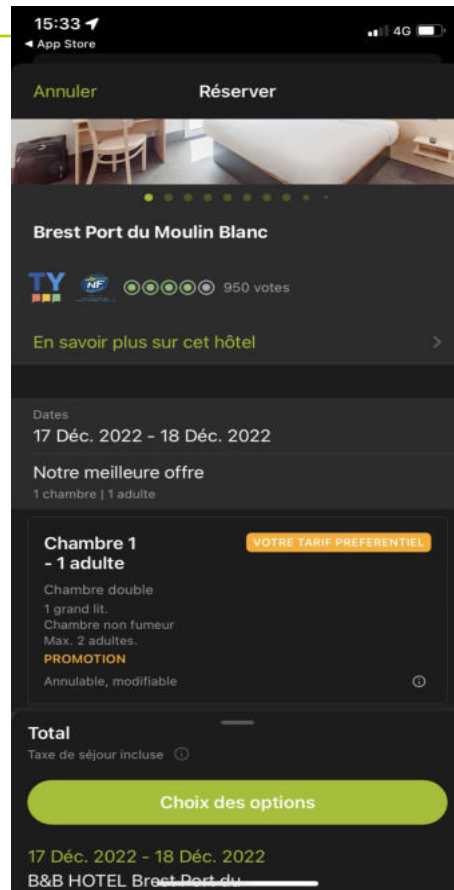 15:33
4G
◀ App Store
Annuler
Réserver
Brest Port du Moulin Blanc
TY
NF
950 votes
En savoir plus sur cet hôtel
Dates
17 Déc. 2022 - 18 Déc. 2022
Notre meilleure offre
1 chambre | 1 adulte
Chambre 1
- 1 adulte
VOTRE TARIF PREFERENTIEL
Chambre double
1 grand lit.
Chambre non fumeur
Max. 2 adultes.
PROMOTION
Annulable, modifiable
Total
Taxe de séjour incluse
Choix des options
17 Déc. 2022 - 18 Déc. 2022
B&B HOTEL Brest Port du